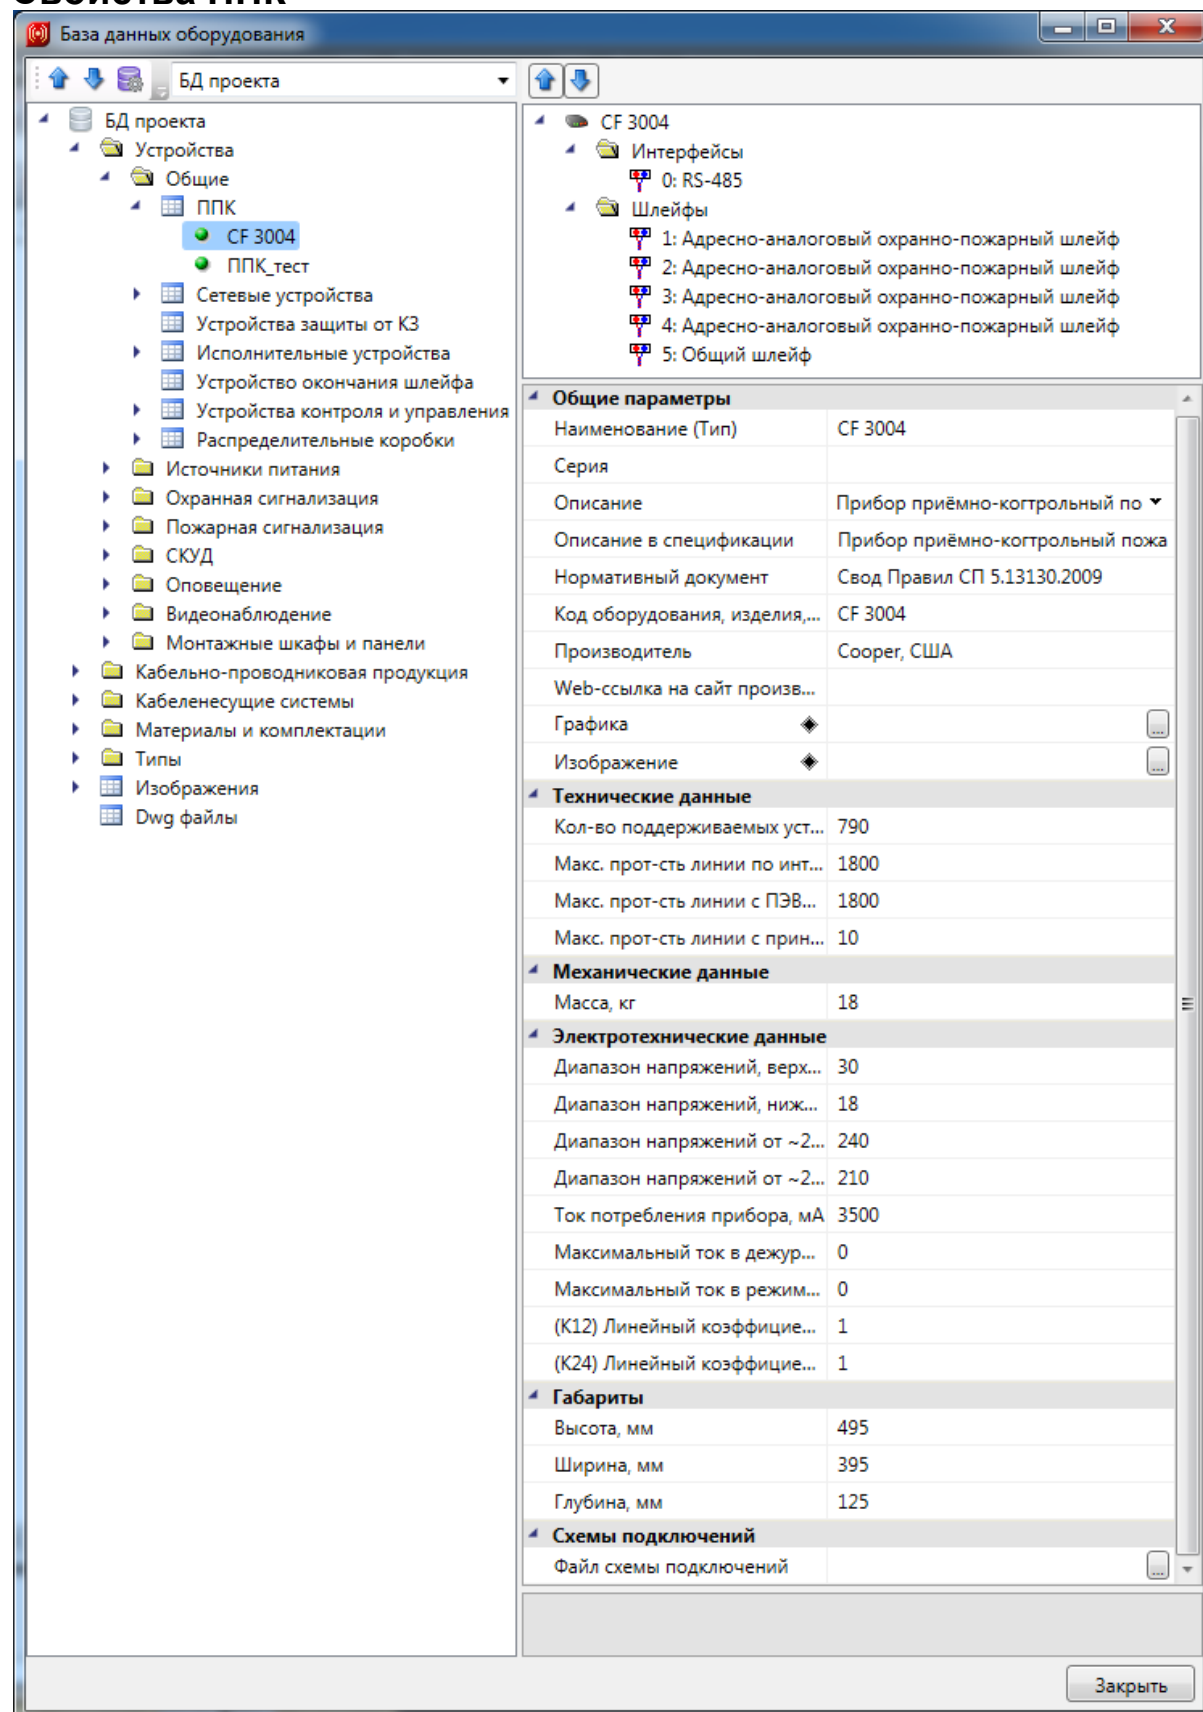 Свойства ППК
База данных оборудования
БД проекта
БД проекта
Устройства
Общие
ППК
CF 3004
ППК_тест
Сетевые устройства
Устройства защиты от КЗ
Исполнительные устройства
Устройство окончания шлейфа
Устройства контроля и управления
Распределительные коробки
Источники питания
Охранная сигнализация
Пожарная сигнализация
СКУД
Оповещение
Видеонаблюдение
Монтажные шкафы и панели
Кабельно-проводниковая продукция
Кабеленесущие системы
Материалы и комплектации
Типы
Изображения
Dwg файлы
CF 3004
Интерфейсы
0: RS-485
Шлейфы
1: Адресно-аналоговый охранно-пожарный шлейф
2: Адресно-аналоговый охранно-пожарный шлейф
3: Адресно-аналоговый охранно-пожарный шлейф
4: Адресно-аналоговый охранно-пожарный шлейф
5: Общий шлейф
Общие параметры
Наименование (Тип) CF 3004
Серия
Описание Прибор приёмно-когтрольный по
Описание в спецификации Прибор приёмно-когтрольный пожа
Нормативный документ Свод Правил СП 5.13130.2009
Код оборудования, изделия,... CF 3004
Производитель Cooper, США
Web-ссылка на сайт произв...
Графика ...
Изображение ...
Технические данные
Кол-во поддерживаемых уст... 790
Макс. прот-сть линии по инт... 1800
Макс. прот-сть линии с ПЭВ... 1800
Макс. прот-сть линии с прин... 10
Механические данные
Масса, кг 18
Электротехнические данные
Диапазон напряжений, верх... 30
Диапазон напряжений, ниж... 18
Диапазон напряжений от ~2... 240
Диапазон напряжений от ~2... 210
Ток потребления прибора, мА 3500
Максимальный ток в дежур... 0
Максимальный ток в режим... 0
(К12) Линейный коэффицие... 1
(К24) Линейный коэффицие... 1
Габариты
Высота, мм 495
Ширина, мм 395
Глубина, мм 125
Схемы подключений
Файл схемы подключений ...
Закрыть